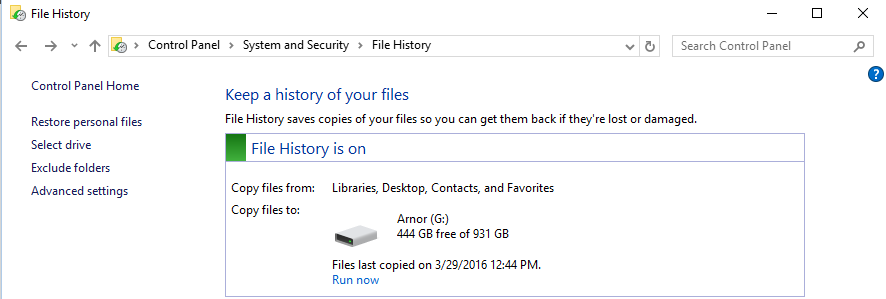 File History
Control Panel > System and Security > File History
Search Control Panel
?
Control Panel Home
Restore personal files
Select drive
Exclude folders
Advanced settings
Keep a history of your files
File History saves copies of your files so you can get them back if they're lost or damaged.
File History is on
Copy files from: Libraries, Desktop, Contacts, and Favorites
Copy files to:
Arnor (G:)
444 GB free of 931 GB
Files last copied on 3/29/2016 12:44 PM.
Run now